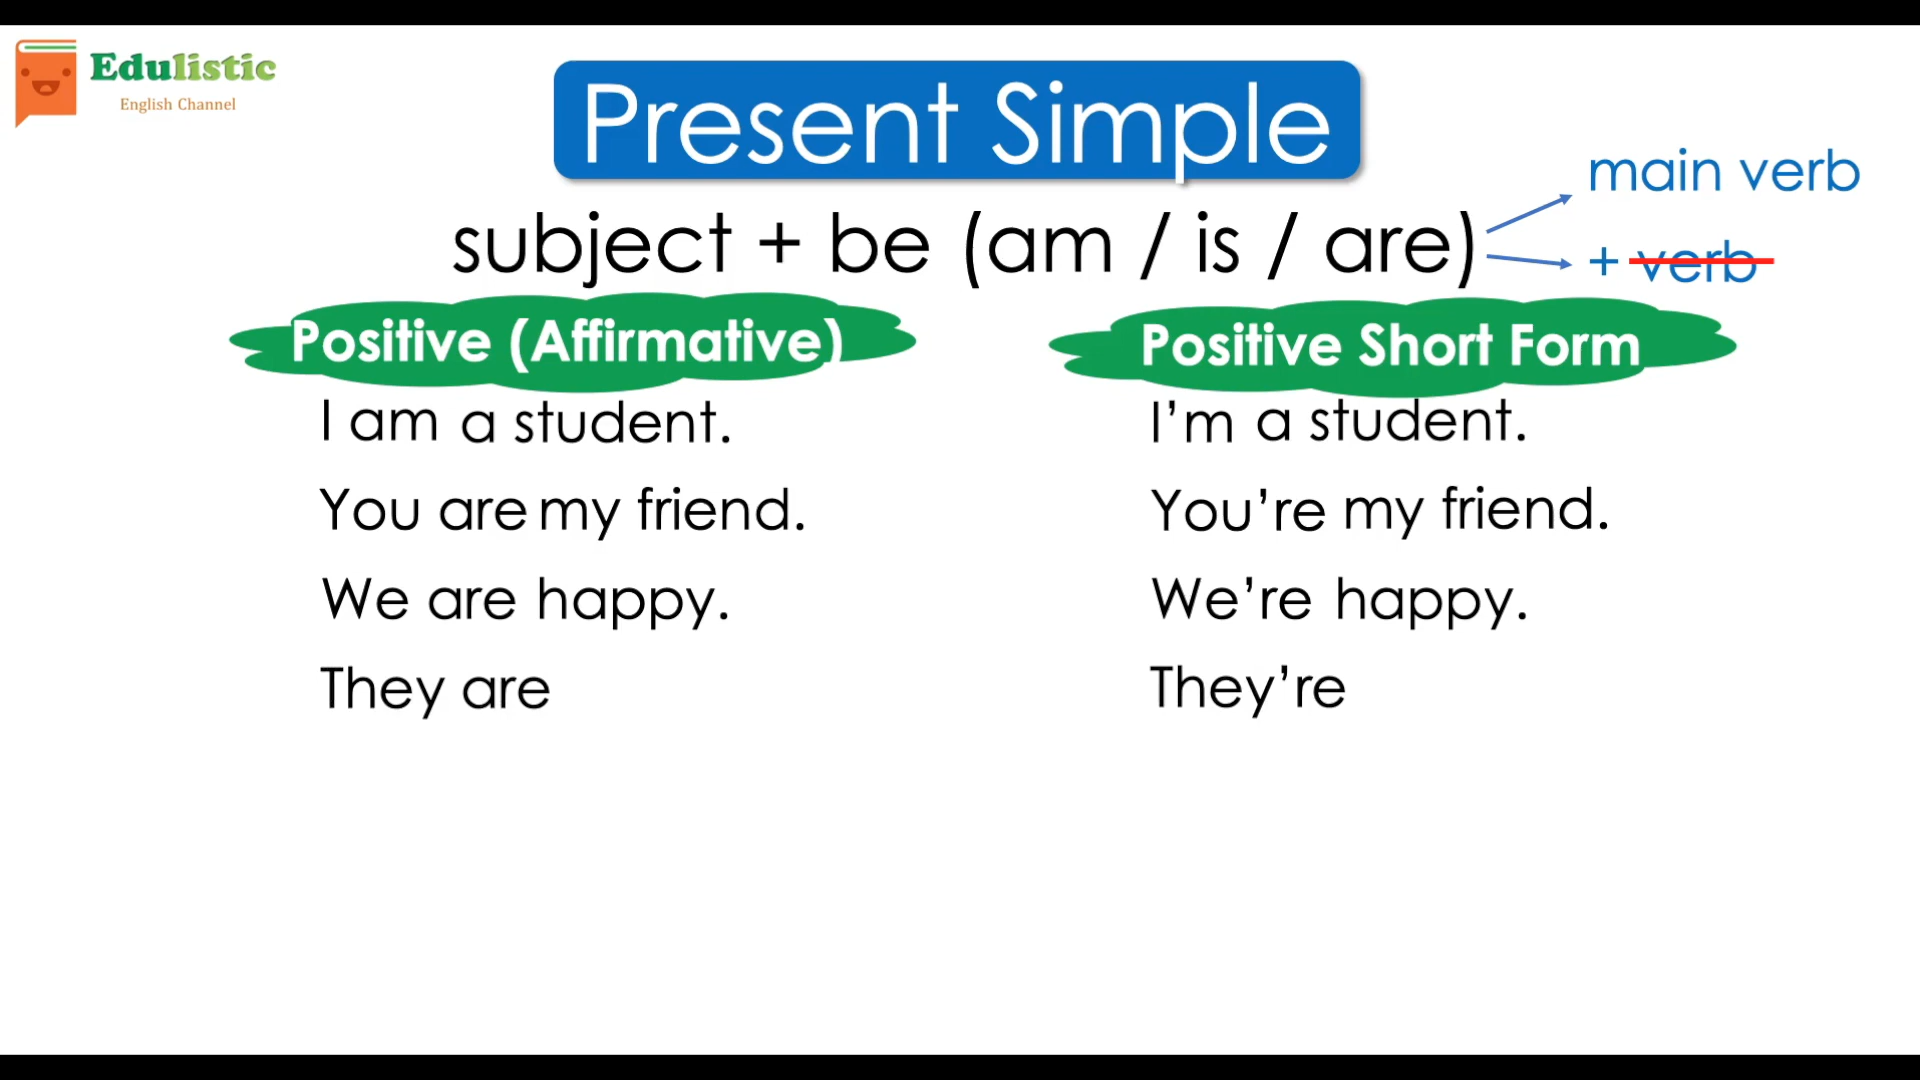 Edulistic
English Channel
Present Simple
main verb
subject + be (am / is / are)
+ verb
Positive (Affirmative)
Positive Short Form
I am a student.
I’m a student.
You are my friend.
You’re my friend.
We are happy.
We’re happy.
They are
They’re